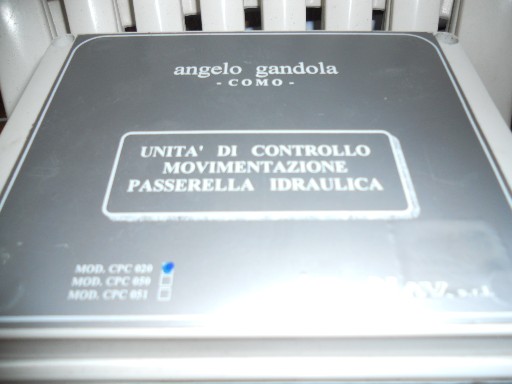 angelo gandola
- COMO -
UNITA' DI CONTROLLO
MOVIMENTAZIONE
PASSERELLA IDRAULICA
MOD. CPC 020
MOD. CPC 050
MOD. CPC 051